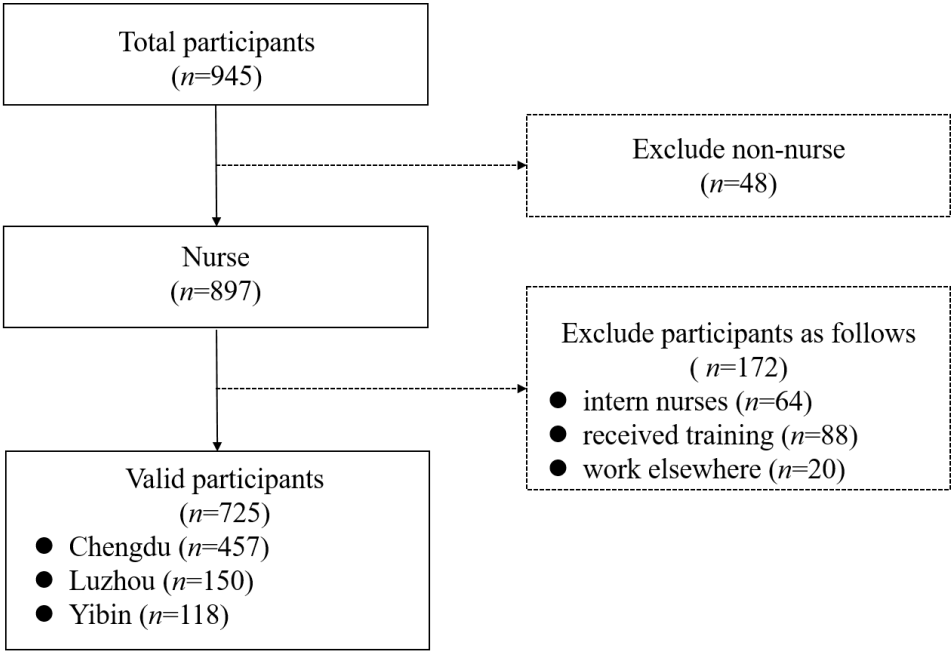 Total participants
(n=945)
Exclude non-nurse
(n=48)
Nurse
(n=897)
Exclude participants as follows
( n=172)
● intern nurses (n=64)
● received training (n=88)
● work elsewhere (n=20)
Valid participants
(n=725)
● Chengdu (n=457)
● Luzhou (n=150)
● Yibin (n=118)